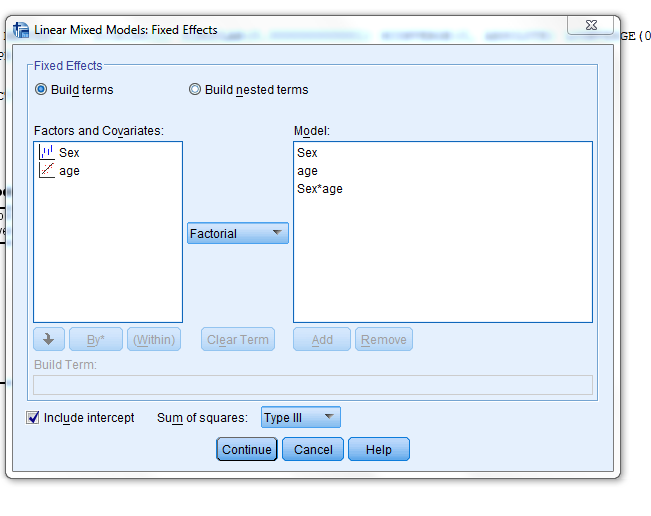 Linear Mixed Models: Fixed Effects
GE(0
Fixed Effects
Build terms Build nested terms
Factors and Covariates: Model:
Sex Sex
age age
Sex*age
Factorial
By* (Within) Clear Term Add Remove
Build Term:
Include intercept Sum of squares: Type III
Continue Cancel Help